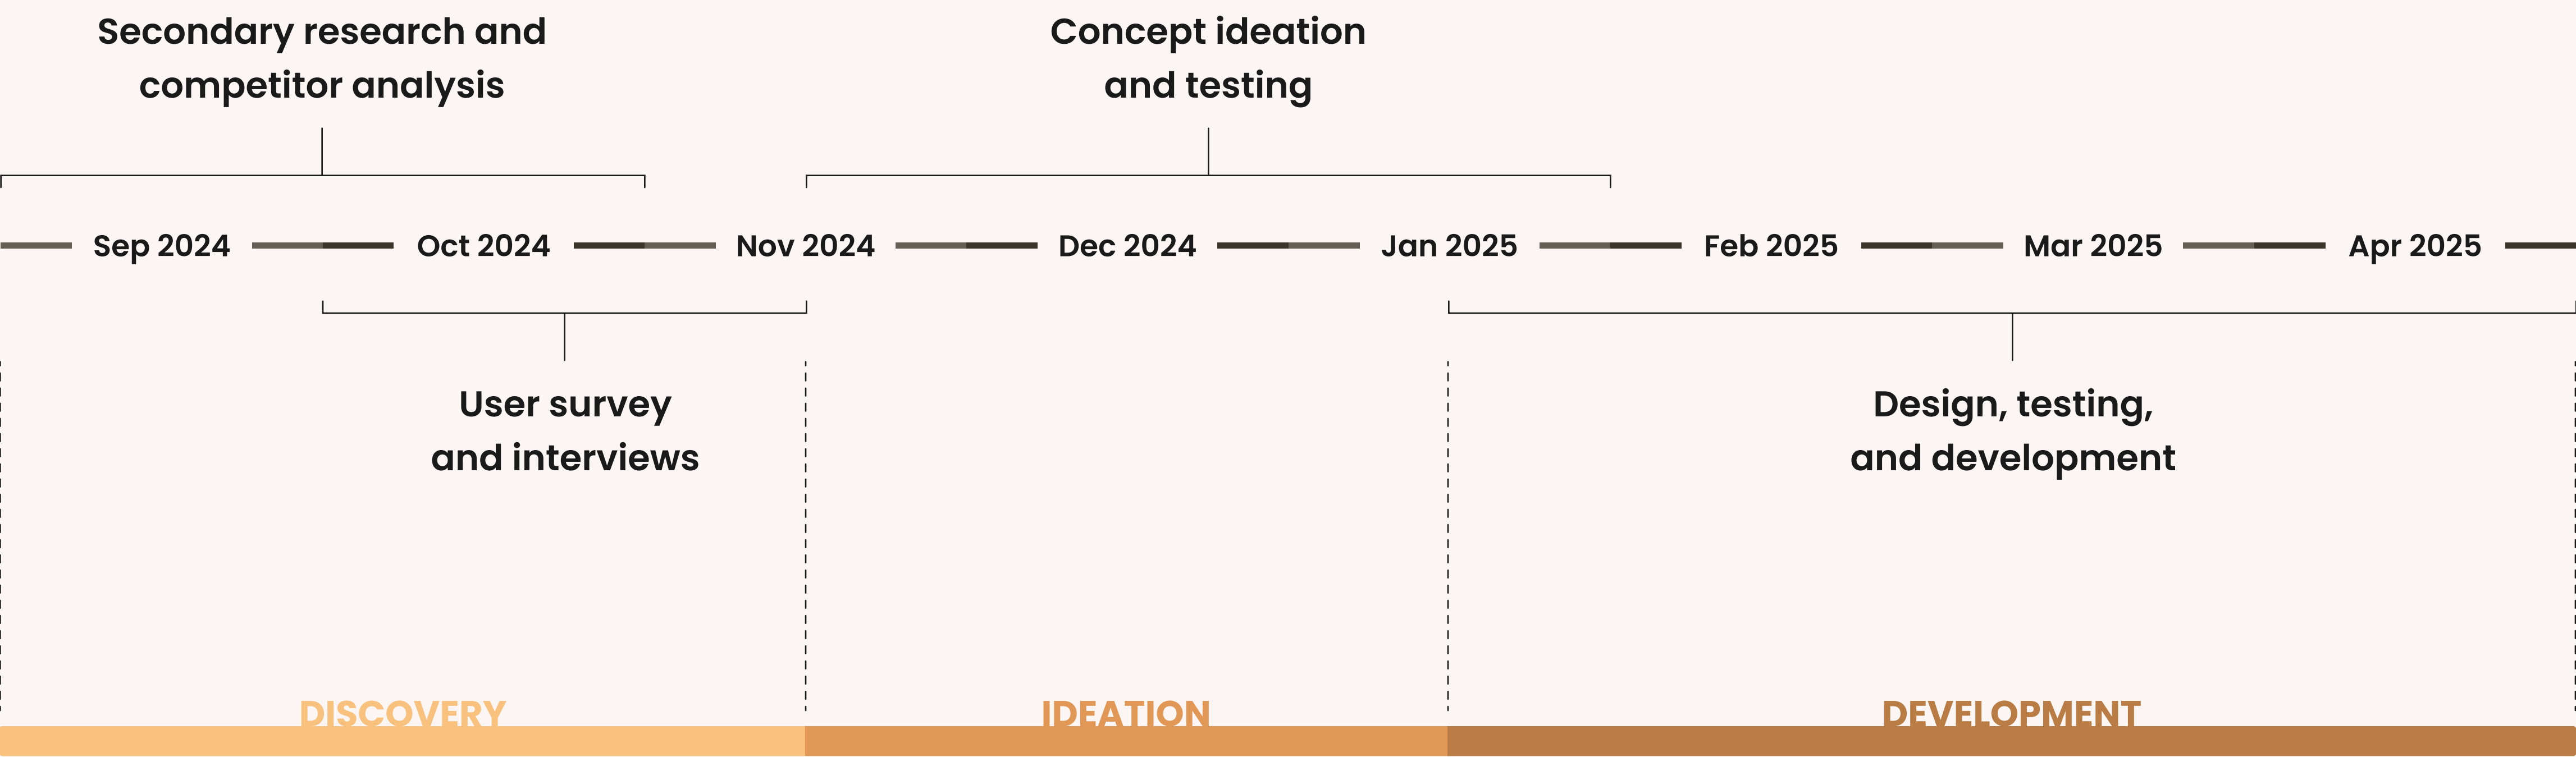 Secondary research and
competitor analysis
Concept ideation
and testing
Sep 2024
Oct 2024
Nov 2024
Dec 2024
Jan 2025
Feb 2025
Mar 2025
Apr 2025
User survey
and interviews
Design, testing,
and development
DISCOVERY
IDEATION
DEVELOPMENT